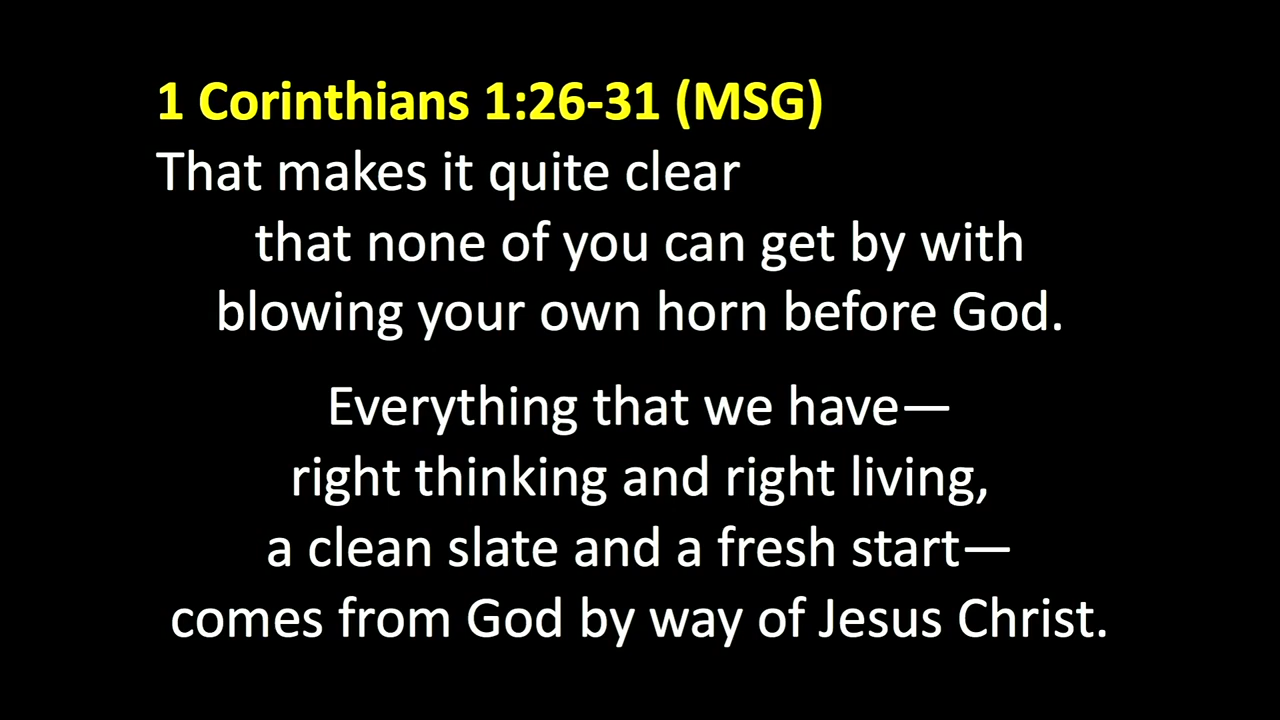 1 Corinthians 1:26-31 (MSG)
That makes it quite clear
that none of you can get by with
blowing your own horn before God.
Everything that we have—
right thinking and right living,
a clean slate and a fresh start—
comes from God by way of Jesus Christ.